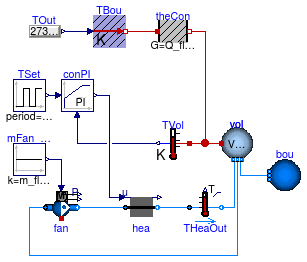 TOut
TBou
theCon
273...
K
G=Q_fl...
TSet
conPI
PI
period=...
TVol
vol
K
V...
mFan_...
bou
k=m_fl...
M
P
u
T
fan
hea
THeaOut